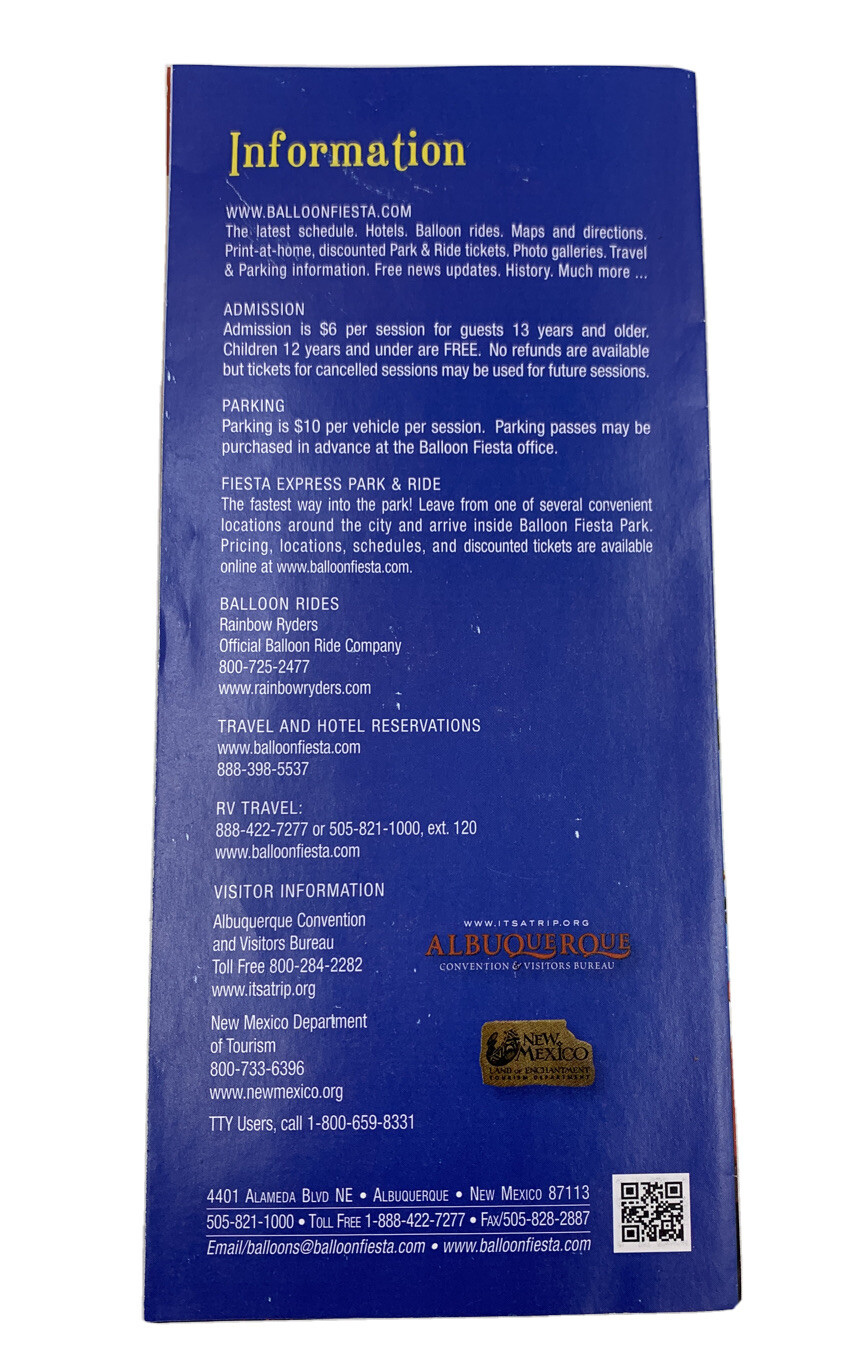 Information
WWW.BALLOONFIESTA.COM
The latest schedule. Hotels. Balloon rides. Maps and directions.
Print-at-home, discounted Park & Ride tickets. Photo galleries. Travel
& Parking information. Free news updates. History. Much more ...
ADMISSION
Admission is $6 per session for guests 13 years and older.
Children 12 years and under are FREE. No refunds are available
but tickets for cancelled sessions may be used for future sessions.
PARKING
Parking is $10 per vehicle per session. Parking passes may be
purchased in advance at the Balloon Fiesta office.
FIESTA EXPRESS PARK & RIDE
The fastest way into the park! Leave from one of several convenient
locations around the city and arrive inside Balloon Fiesta Park.
Pricing, locations, schedules, and discounted tickets are available
online at www.balloonfiesta.com.
BALLOON RIDES
Rainbow Ryders
Official Balloon Ride Company
800-725-2477
www.rainbowryders.com
TRAVEL AND HOTEL RESERVATIONS
www.balloonfiesta.com
888-398-5537
RV TRAVEL:
888-422-7277 or 505-821-1000, ext. 120
www.balloonfiesta.com
VISITOR INFORMATION
Albuquerque Convention
and Visitors Bureau
Toll Free 800-284-2282
www.itsatrip.org
WWW.ITSATRIP.ORG
ALBUQUERQUE
CONVENTION & VISITORS BUREAU
New Mexico Department
of Tourism
800-733-6396
www.newmexico.org
NEW
MEXICO
LAND OF ENCHANTMENT
TOURISM DEPARTMENT
TTY Users, call 1-800-659-8331
4401 ALAMEDA BLVD NE • ALBUQUERQUE • NEW MEXICO 87113
505-821-1000 • TOLL FREE 1-888-422-7277 • FAX/505-828-2887
Email/balloons@balloonfiesta.com • www.balloonfiesta.com